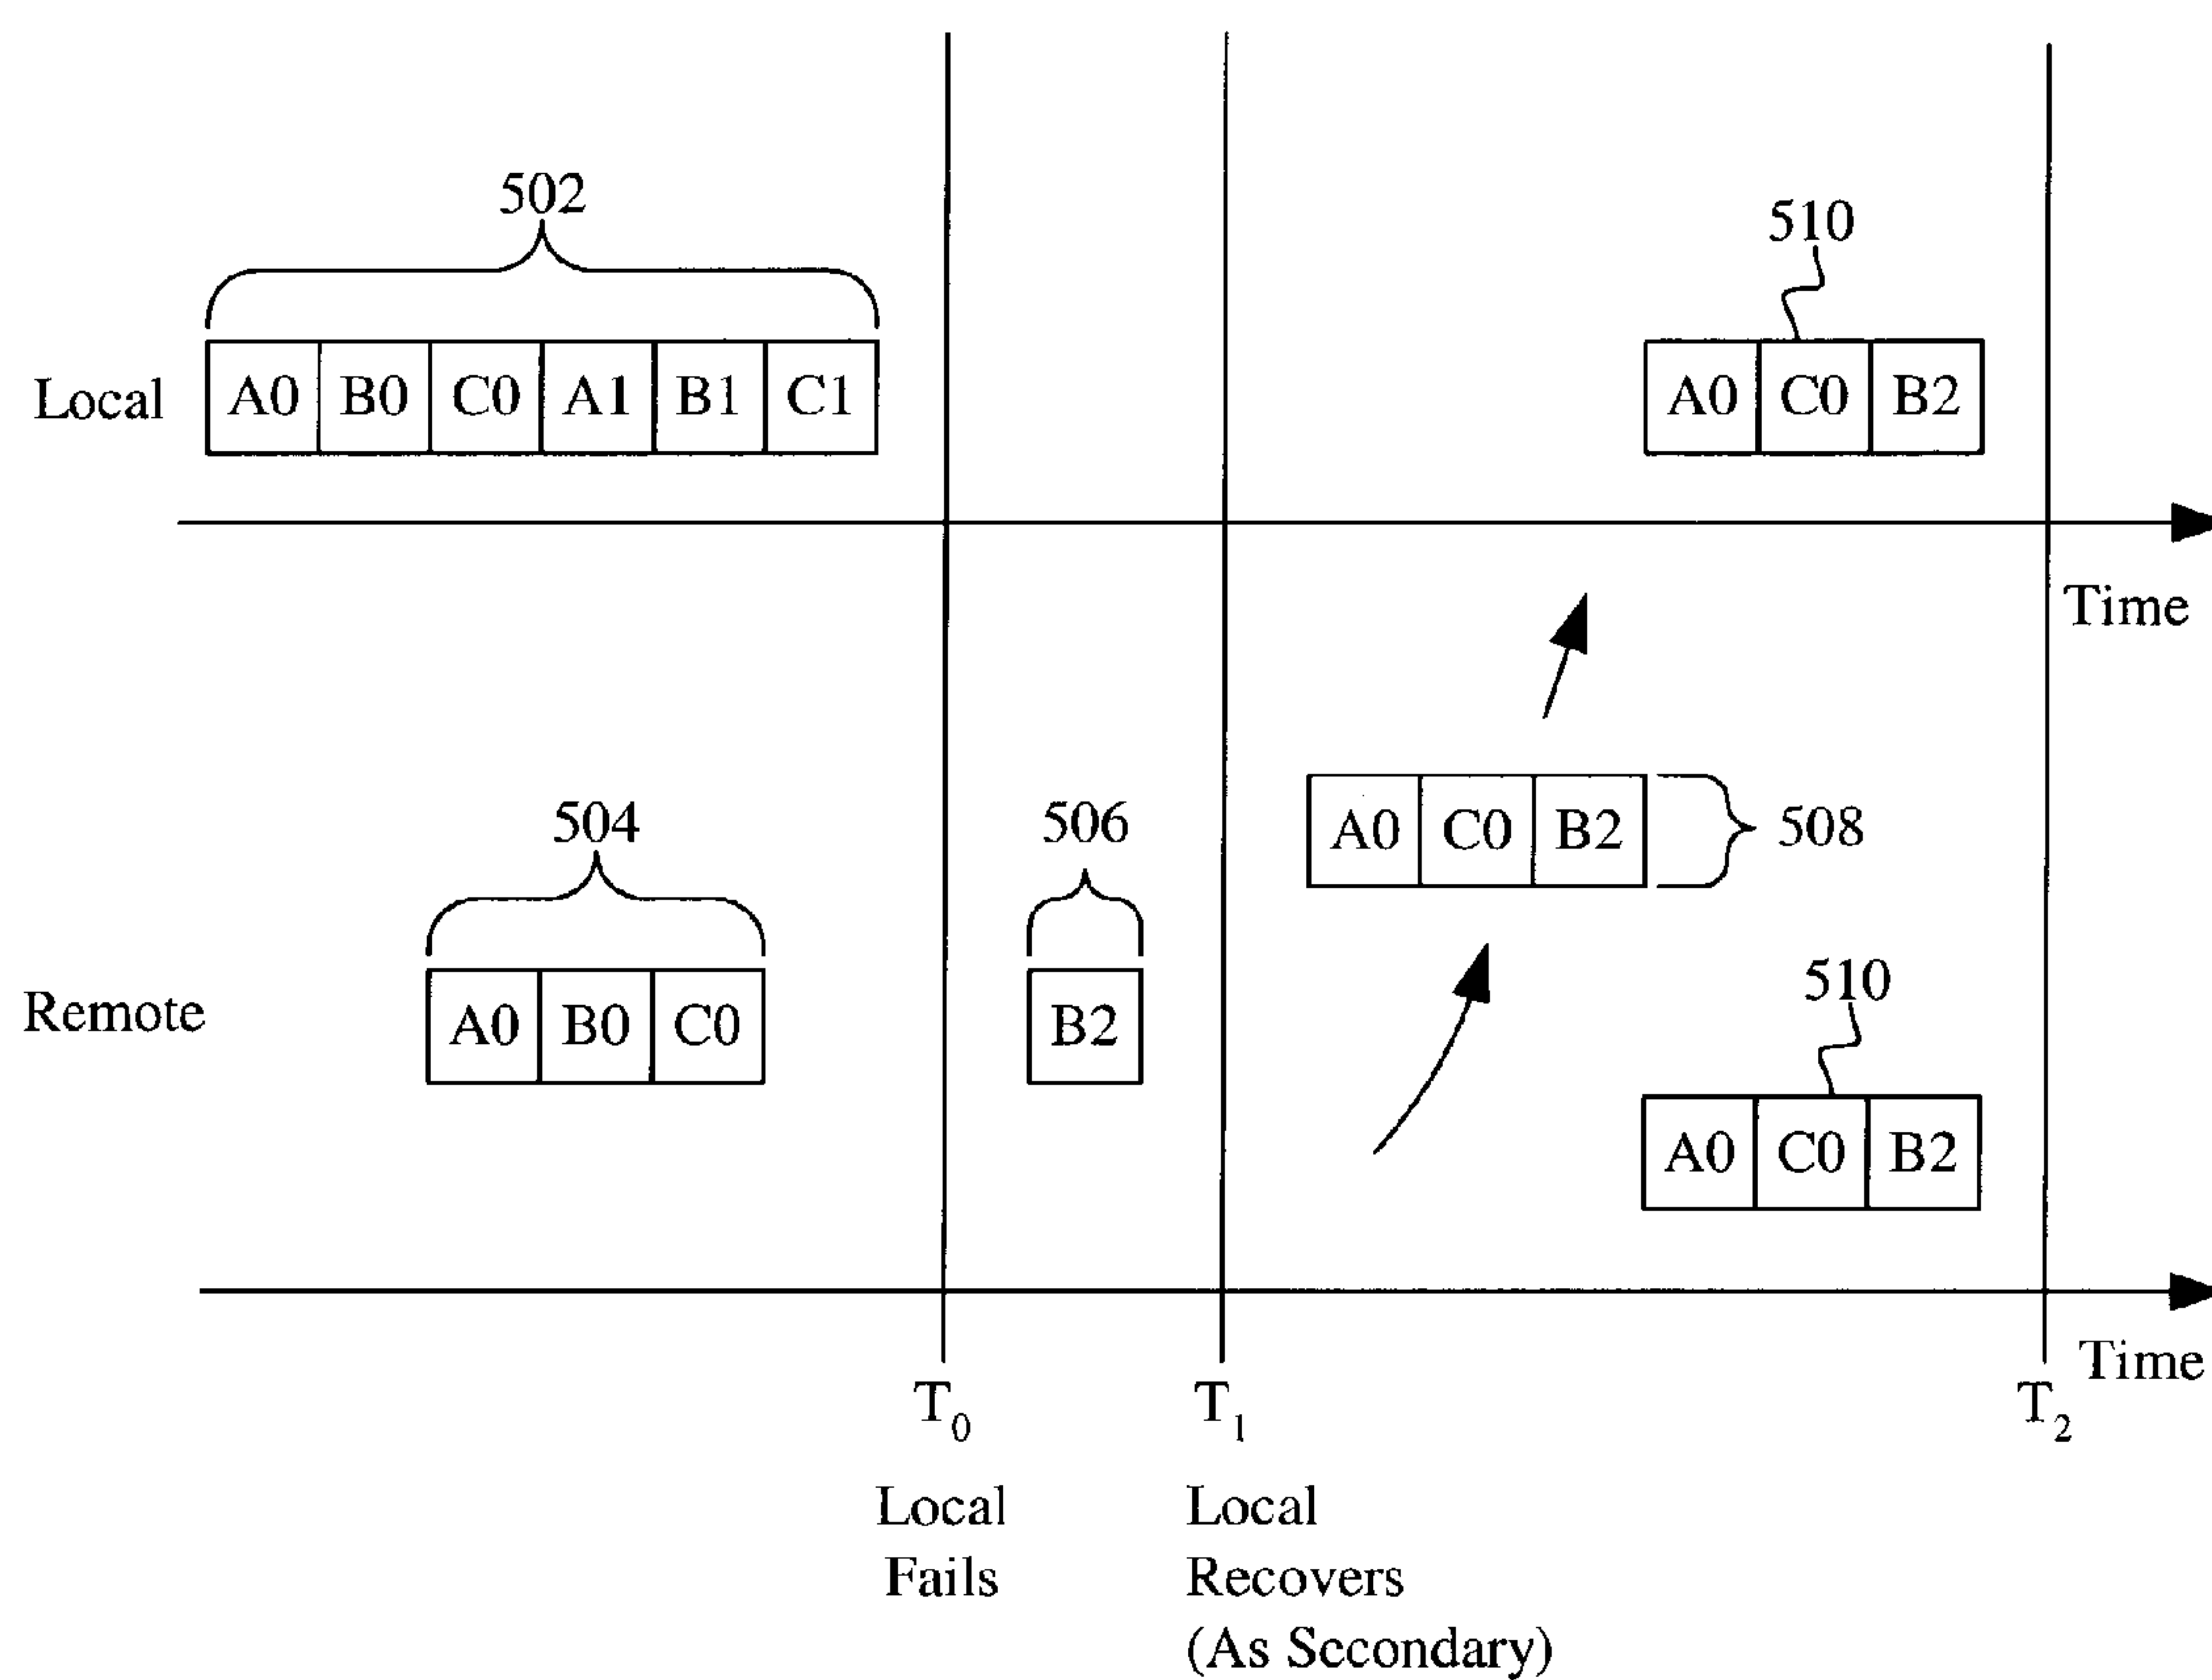 502
510
Local
A0 B0 C0 A1 B1 C1
A0 C0 B2
Time
504
506
A0 C0 B2
508
510
Remote
A0 B0 C0
B2
A0 C0 B2
Time
T0
T1
T2
Local
Fails
Local
Recovers
(As Secondary)